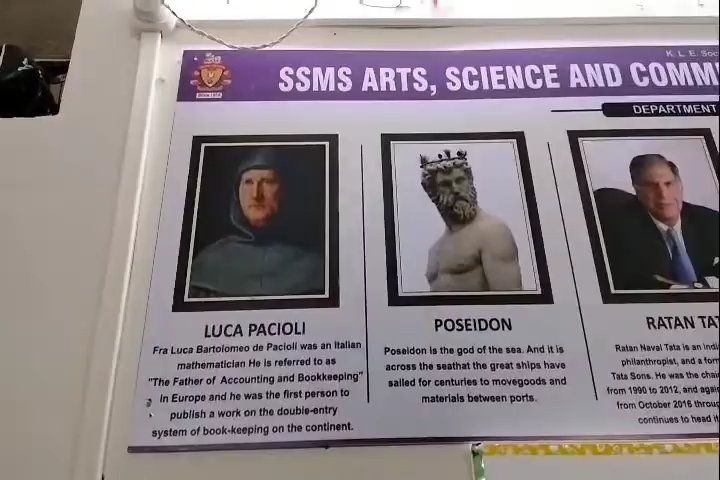 K. L. E. Soc
SSMS ARTS, SCIENCE AND COMM
DEPARTMENT
LUCA PACIOLI
Fra Luca Bartolomeo de Pacioli was an Italian
mathematician He is referred to as
"The Father of Accounting and Bookkeeping"
in Europe and he was the first person to
publish a work on the double-entry
system of book-keeping on the continent.
POSEIDON
Poseidon is the god of the sea. And it is
across the seathat the great ships have
sailed for centuries to movegoods and
materials between ports.
RATAN TAT
Ratan Naval Tata is an indi
philanthropist, and a form
Tata Sons. He was the chai
from 1990 to 2012, and again
from October 2016 throug
continues to head it